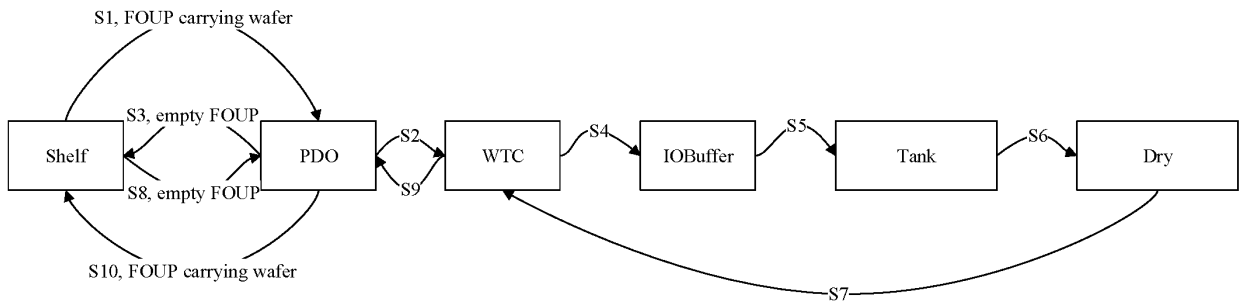 S1, FOUP carrying wafer
S3, empty FOUP
Shelf
PDO
S2
WTC
S4
IOBuffer
S5
Tank
S6
Dry
S8, empty FOUP
S9
S10, FOUP carrying wafer
S7